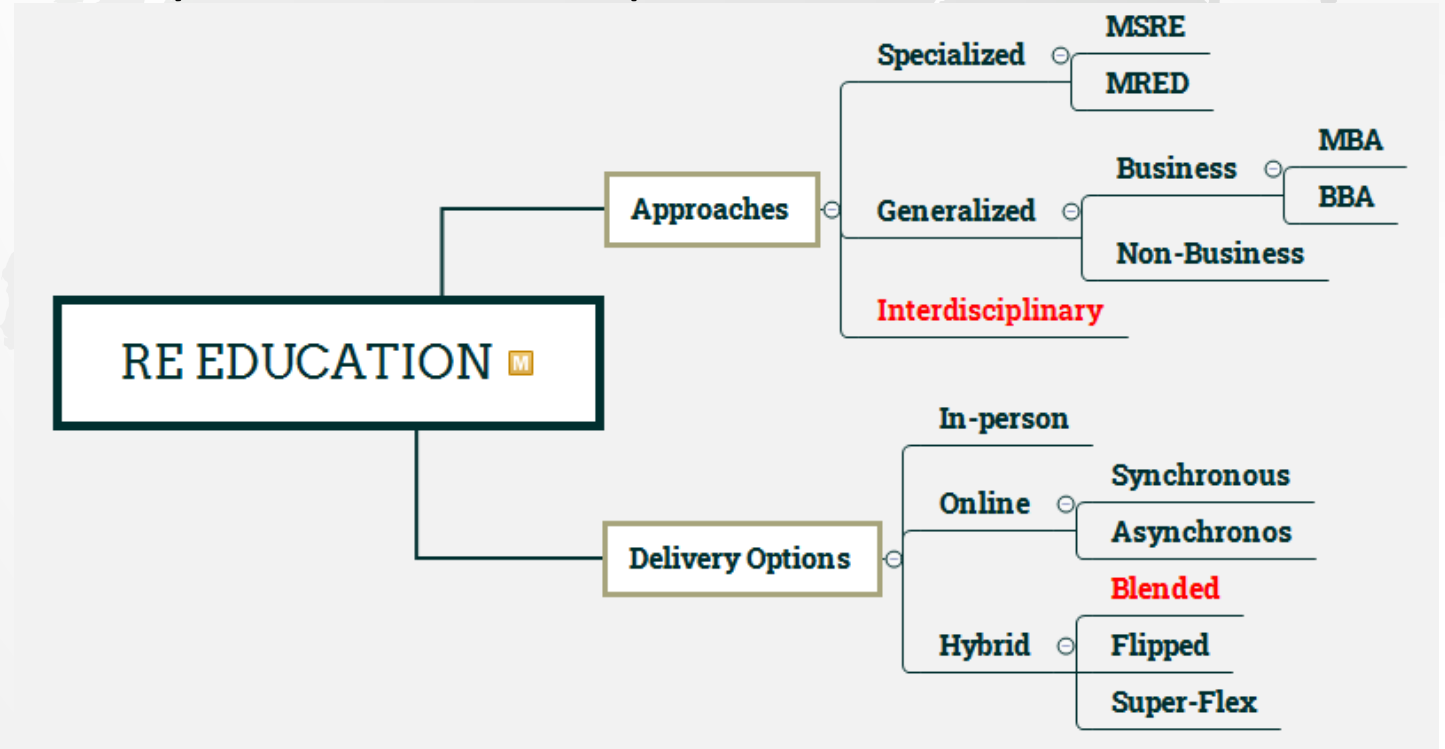 MSRE
Specialized
MRED
MBA
Business
BBA
Approaches
Generalized
Non-Business
Interdisciplinary
RE EDUCATION M
In-person
Synchronous
Online
Asynchronos
Delivery Options
Blended
Hybrid
Flipped
Super-Flex